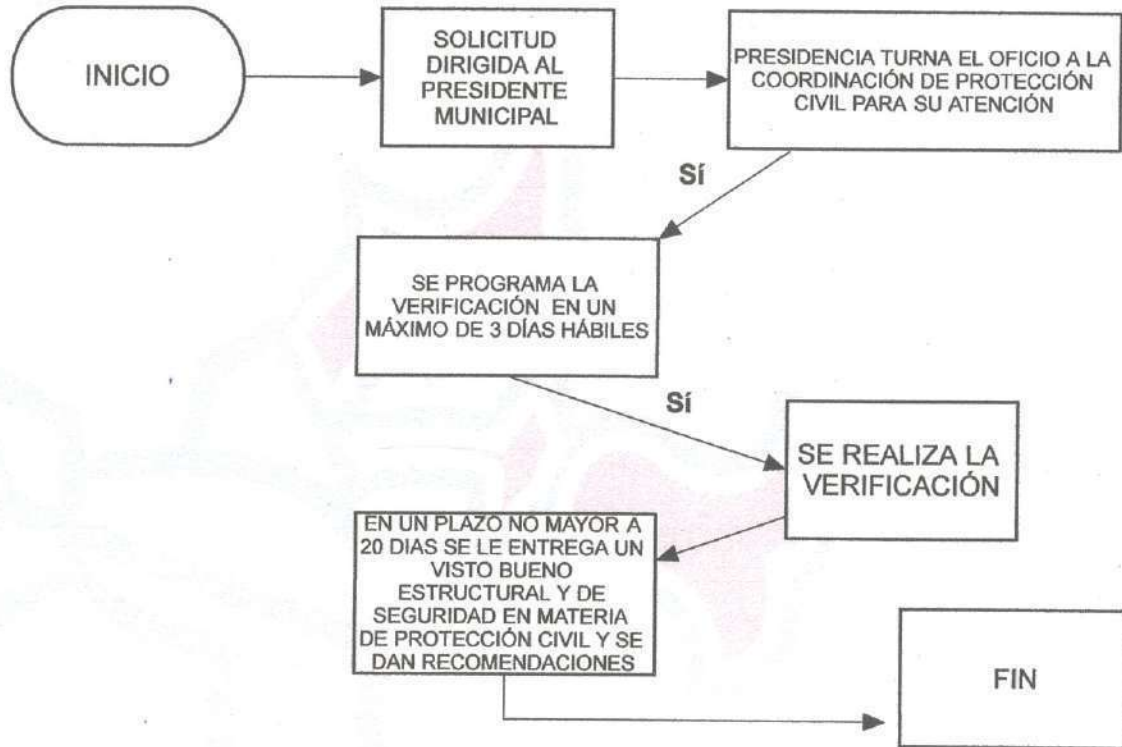 INICIO
SOLICITUD
DIRIGIDA AL
PRESIDENTE
MUNICIPAL
PRESIDENCIA TURNA EL OFICIO A LA
COORDINACIÓN DE PROTECCIÓN
CIVIL PARA SU ATENCIÓN
Sí
SE PROGRAMA LA
VERIFICACIÓN EN UN
MÁXIMO DE 3 DÍAS HÁBILES
Sí
SE REALIZA LA
VERIFICACIÓN
EN UN PLAZO NO MAYOR A
20 DIAS SE LE ENTREGA UN
VISTO BUENO
ESTRUCTURAL Y DE
SEGURIDAD EN MATERIA
DE PROTECCIÓN CIVIL Y SE
DAN RECOMENDACIONES
FIN